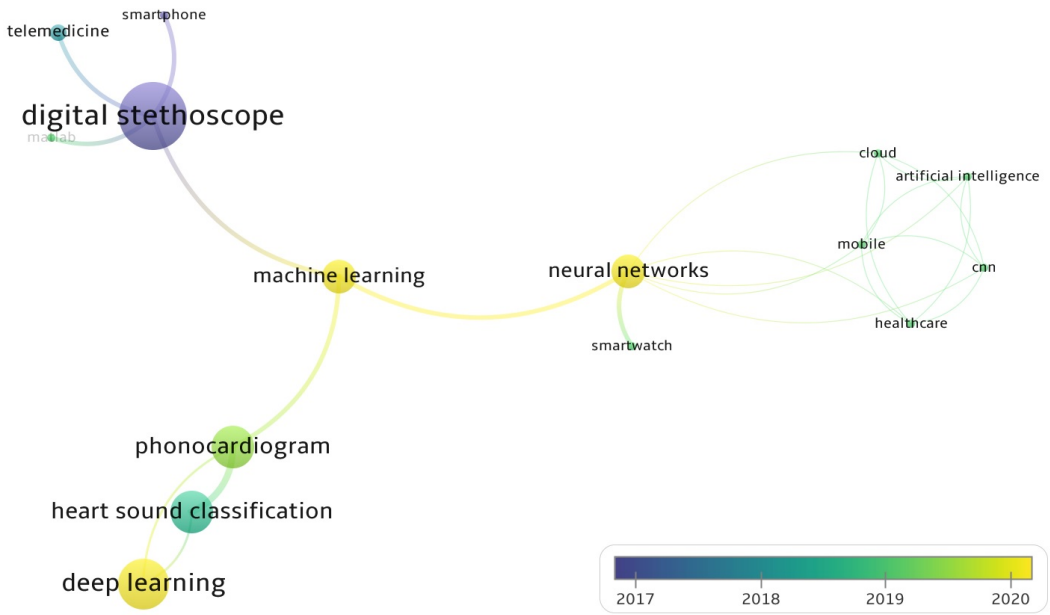 smartphone
telemedicine
digital stethoscope
matlab
cloud
artificial intelligence
mobile
machine learning
neural networks
cnn
healthcare
smartwatch
phonocardiogram
heart sound classification
deep learning
2017 2018 2019 2020